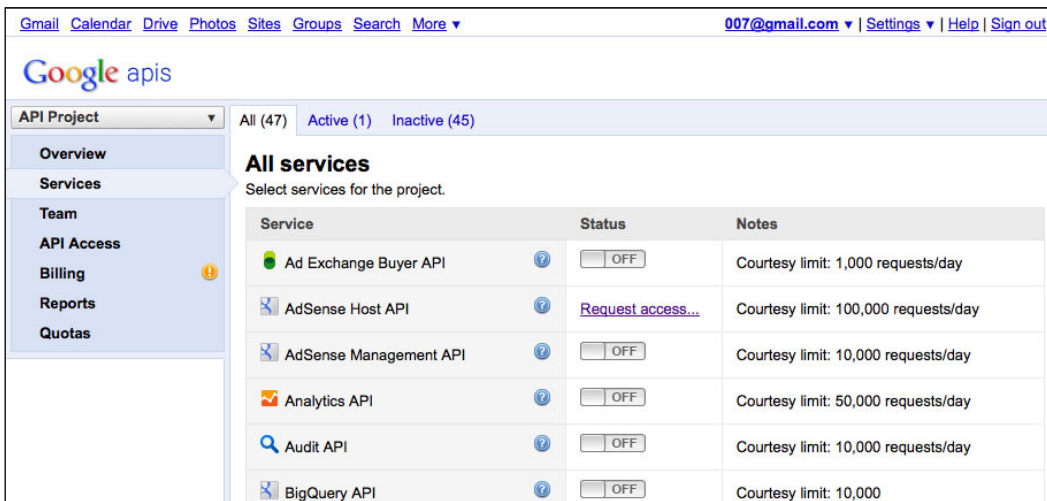 Gmail Calendar Drive Photos Sites Groups Search More ▼ 007@gmail.com ▼ | Settings ▼ | Help | Sign out
Google apis
API Project ▼
All (47) Active (1) Inactive (45)
Overview
Services
Team
API Access
Billing
Reports
Quotas
All services
Select services for the project.
Service Status Notes
Ad Exchange Buyer API ? OFF Courtesy limit: 1,000 requests/day
AdSense Host API ? Request access... Courtesy limit: 100,000 requests/day
AdSense Management API ? OFF Courtesy limit: 10,000 requests/day
Analytics API ? OFF Courtesy limit: 50,000 requests/day
Audit API ? OFF Courtesy limit: 10,000 requests/day
BigQuery API ? OFF Courtesy limit: 10,000